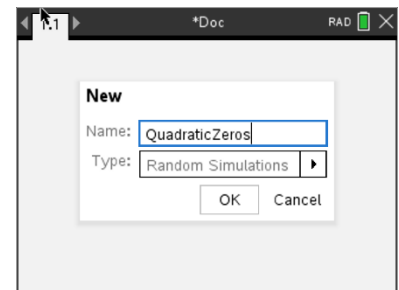 1.1 *Doc RAD
New
Name: QuadraticZeros
Type: Random Simulations
OK Cancel